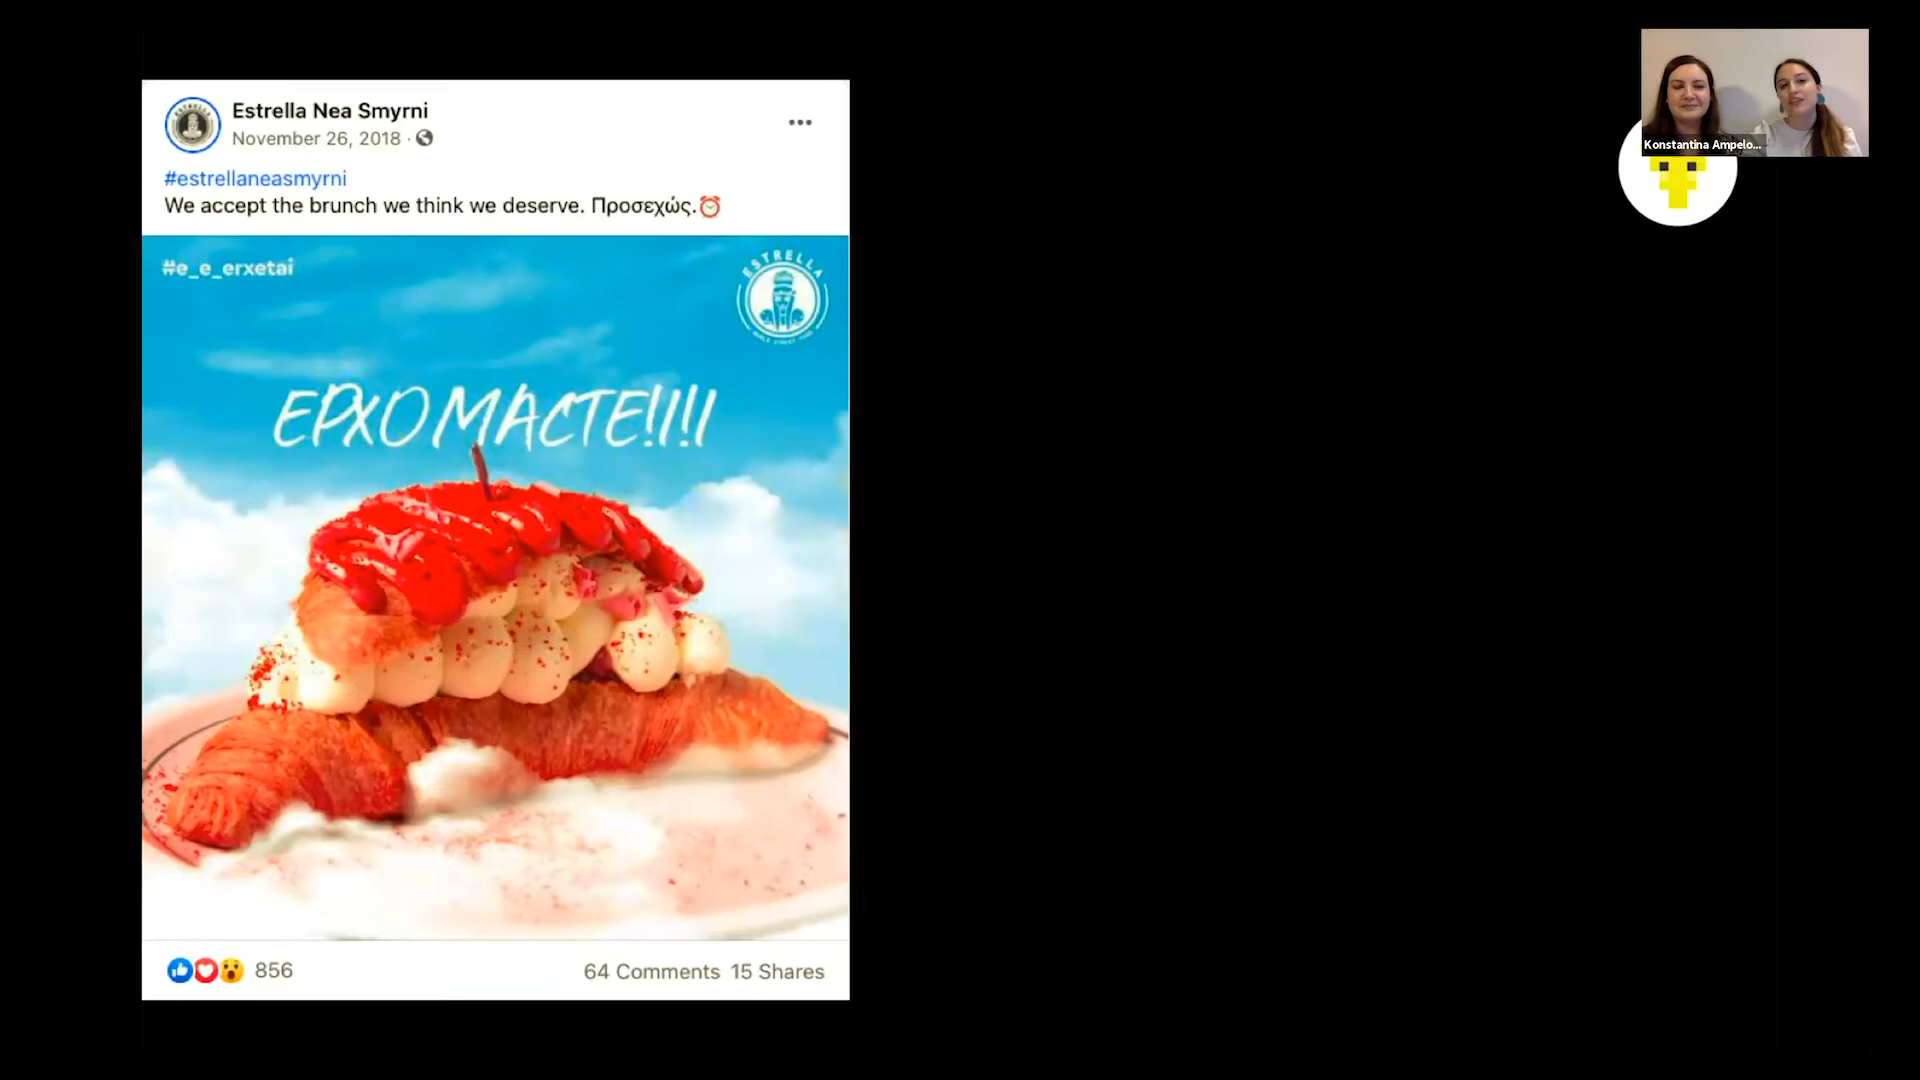 Estrella Nea Smyrni
November 26, 2018 ·
#estrellaneasmyrni
We accept the brunch we think we deserve. Προσεχώς.⏰
#e_e_erxetai
ESTRELLA
ΕΡΧΟΜΑCΤΕ!!!!
856
64 Comments 15 Shares
Konstantina Ampelo...